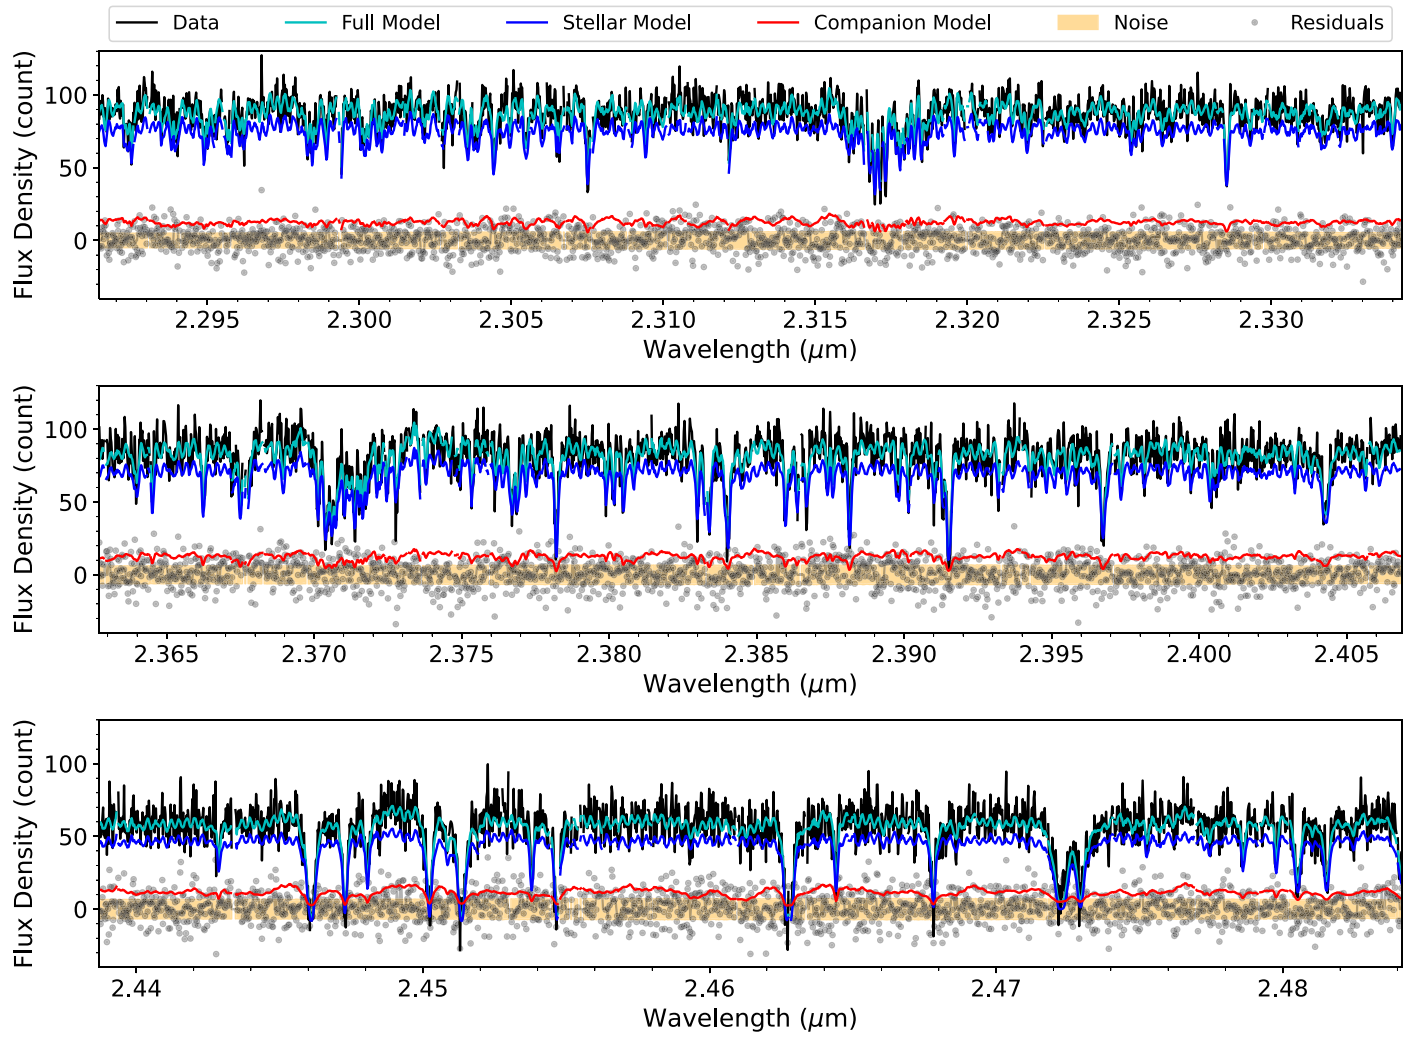 Data Full Model Stellar Model Companion Model Noise Residuals
Flux Density (count)
100
50
0
2.295 2.300 2.305 2.310 2.315 2.320 2.325 2.330
Wavelength (μm)
Flux Density (count)
100
50
0
2.365 2.370 2.375 2.380 2.385 2.390 2.395 2.400 2.405
Wavelength (μm)
Flux Density (count)
100
50
0
2.44 2.45 2.46 2.47 2.48
Wavelength (μm)